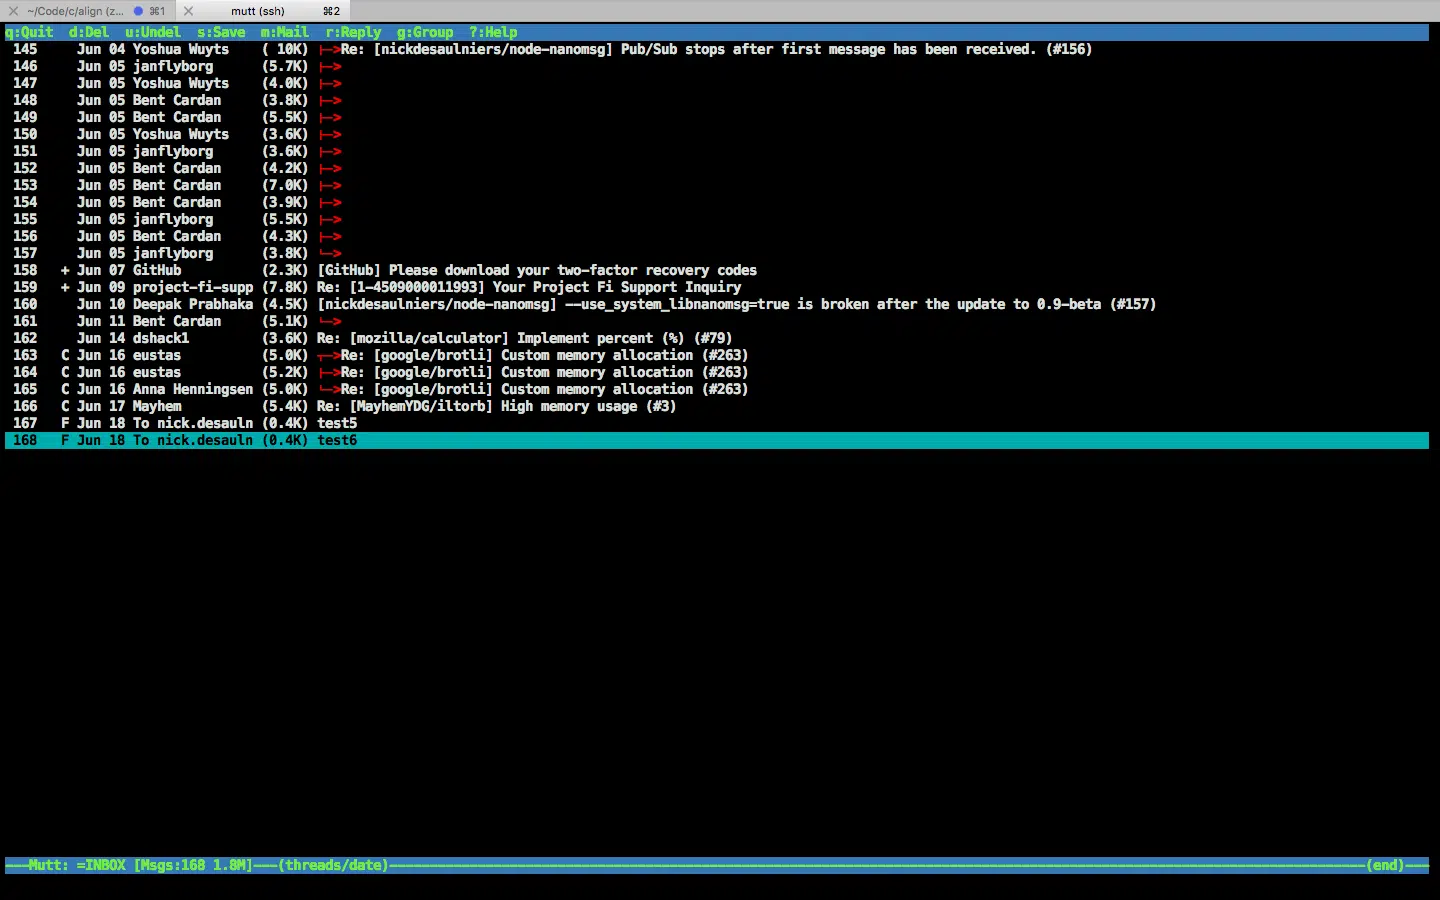 ~/Code/c/align (z... ⌘1 mutt (ssh) ⌘2
q:Quit  d:Del  u:Undel  s:Save  m:Mail  r:Reply  g:Group  ?:Help
145     Jun 04 Yoshua Wuyts    ( 10K) ├─>Re: [nickdesaulniers/node-nanomsg] Pub/Sub stops after first message has been received. (#156)
146     Jun 05 janflyborg      (5.7K) ├─>
147     Jun 05 Yoshua Wuyts    (4.0K) ├─>
148     Jun 05 Bent Cardan     (3.8K) ├─>
149     Jun 05 Bent Cardan     (5.5K) ├─>
150     Jun 05 Yoshua Wuyts    (3.6K) ├─>
151     Jun 05 janflyborg      (3.6K) ├─>
152     Jun 05 Bent Cardan     (4.2K) ├─>
153     Jun 05 Bent Cardan     (7.0K) ├─>
154     Jun 05 Bent Cardan     (3.9K) ├─>
155     Jun 05 janflyborg      (5.5K) ├─>
156     Jun 05 Bent Cardan     (4.3K) ├─>
157     Jun 05 janflyborg      (3.8K) └─>
158   + Jun 07 GitHub          (2.3K) [GitHub] Please download your two-factor recovery codes
159   + Jun 09 project-fi-supp (7.8K) Re: [1-4509000011993] Your Project Fi Support Inquiry
160     Jun 10 Deepak Prabhaka (4.5K) [nickdesaulniers/node-nanomsg] --use_system_libnanomsg=true is broken after the update to 0.9-beta (#157)
161     Jun 11 Bent Cardan     (5.1K) └─>
162     Jun 14 dshack1         (3.6K) Re: [mozilla/calculator] Implement percent (%) (#79)
163   C Jun 16 eustas          (5.0K) ┬─>Re: [google/brotli] Custom memory allocation (#263)
164   C Jun 16 eustas          (5.2K) ├─>Re: [google/brotli] Custom memory allocation (#263)
165   C Jun 16 Anna Henningsen (5.0K) └─>Re: [google/brotli] Custom memory allocation (#263)
166   C Jun 17 Mayhem          (5.4K) Re: [MayhemYDG/iltorb] High memory usage (#3)
167   F Jun 18 To nick.desauln (0.4K) test5
168   F Jun 18 To nick.desauln (0.4K) test6
---Mutt: =INBOX [Msgs:168 1.8M]---(threads/date)---(end)---